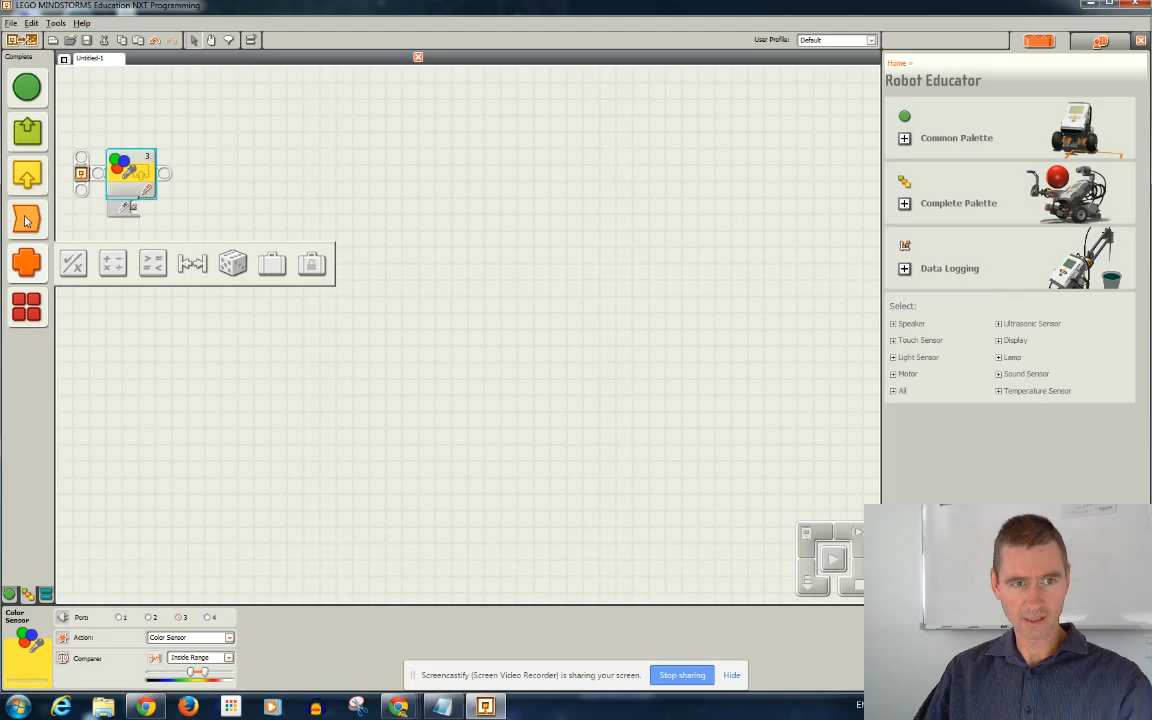 LEGO MINDSTORMS Education NXT Programming
File Edit Tools Help
User Profile: Default
Complete
Untitled-1
Home »
Robot Educator
3
Common Palette
Complete Palette
Data Logging
Select:
Speaker Ultrasonic Sensor
Touch Sensor Display
Light Sensor Lamp
Motor Sound Sensor
All Temperature Sensor
Color Sensor
Port: 1 2 3 4
Action: Color Sensor
Compare: Inside Range
Screencastify (Screen Video Recorder) is sharing your screen. Stop sharing Hide